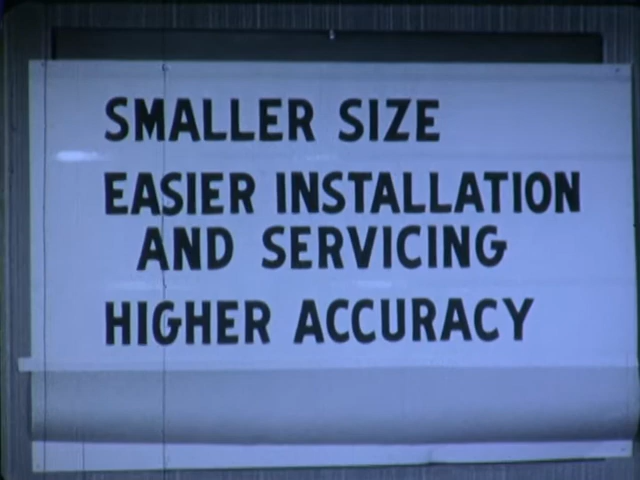 SMALLER SIZE
EASIER INSTALLATION
AND SERVICING
HIGHER ACCURACY